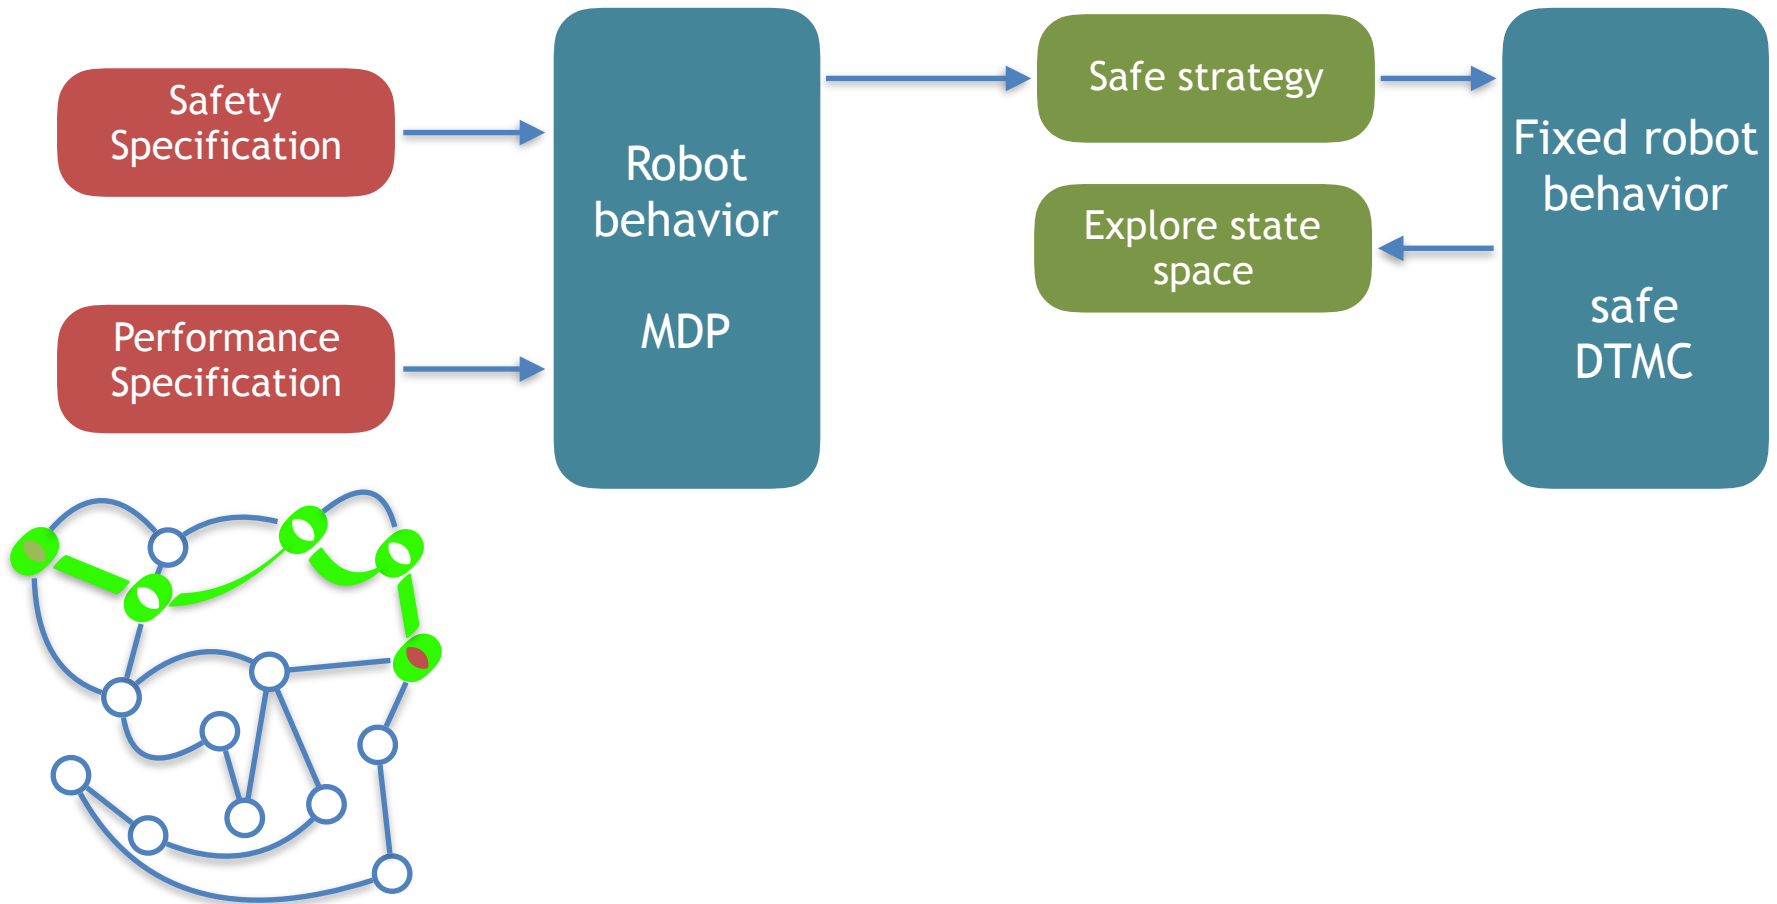 Safety
Specification
Performance
Specification
Robot
behavior
MDP
Safe strategy
Explore state
space
Fixed robot
behavior
safe
DTMC